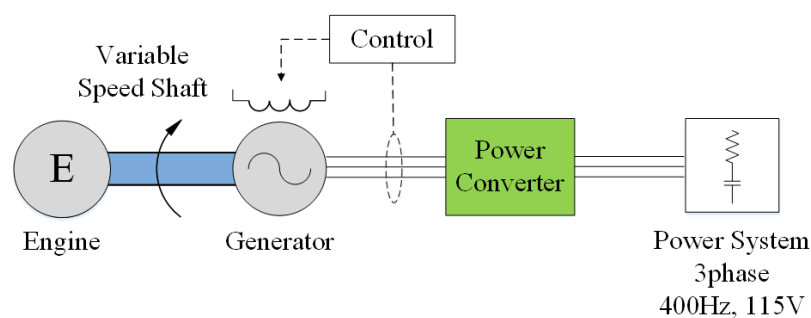 Control
Variable
Speed Shaft
E
Power
Converter
Engine
Generator
Power System
3phase
400Hz, 115V